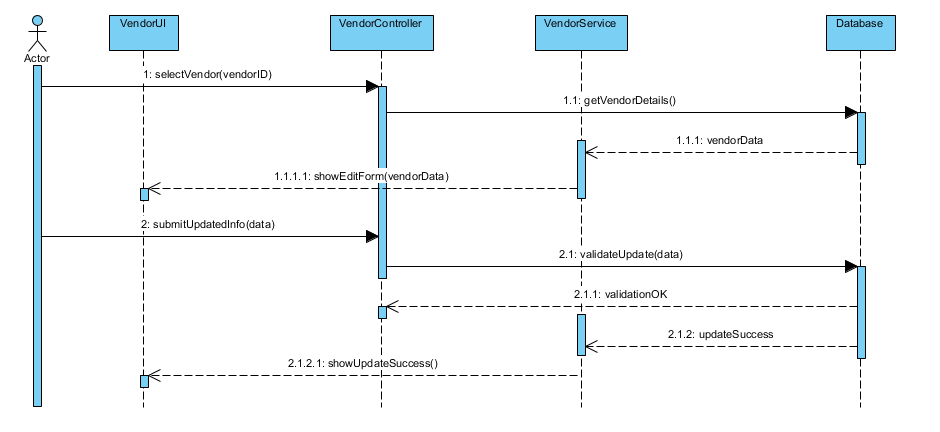 VendorUI
VendorController
VendorService
Database
Actor
1: selectVendor(vendorID)
1.1: getVendorDetails()
1.1.1: vendorData
1.1.1.1: showEditForm(vendorData)
2: submitUpdatedInfo(data)
2.1: validateUpdate(data)
2.1.1: validationOK
2.1.2: updateSuccess
2.1.2.1: showUpdateSuccess()